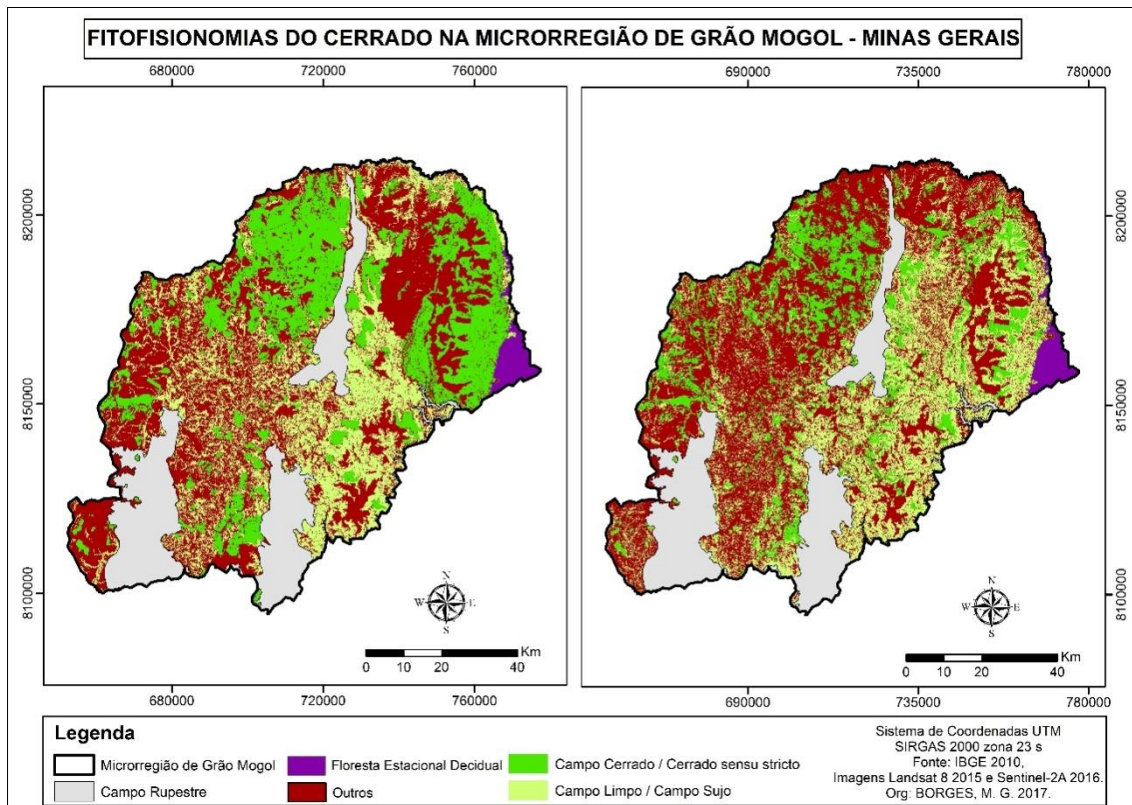 FITOFISIONOMIAS DO CERRADO NA MICRORREGIÃO DE GRÃO MOGOL - MINAS GERAIS
680000 720000 760000
690000 735000 780000
8200000
8150000
8100000
8200000
8150000
8100000
N
W E
S
Km
0 10 20 40
N
W E
S
Km
0 10 20 40
680000 720000 760000
690000 735000 780000
Legenda
Microrregião de Grão Mogol
Floresta Estacional Decidual
Campo Cerrado / Cerrado sensu stricto
Campo Rupestre
Outros
Campo Limpo / Campo Sujo
Sistema de Coordenadas UTM
SIRGAS 2000 zona 23 s
Fonte: IBGE 2010,
Imagens Landsat 8 2015 e Sentinel-2A 2016.
Org: BORGES, M. G. 2017.